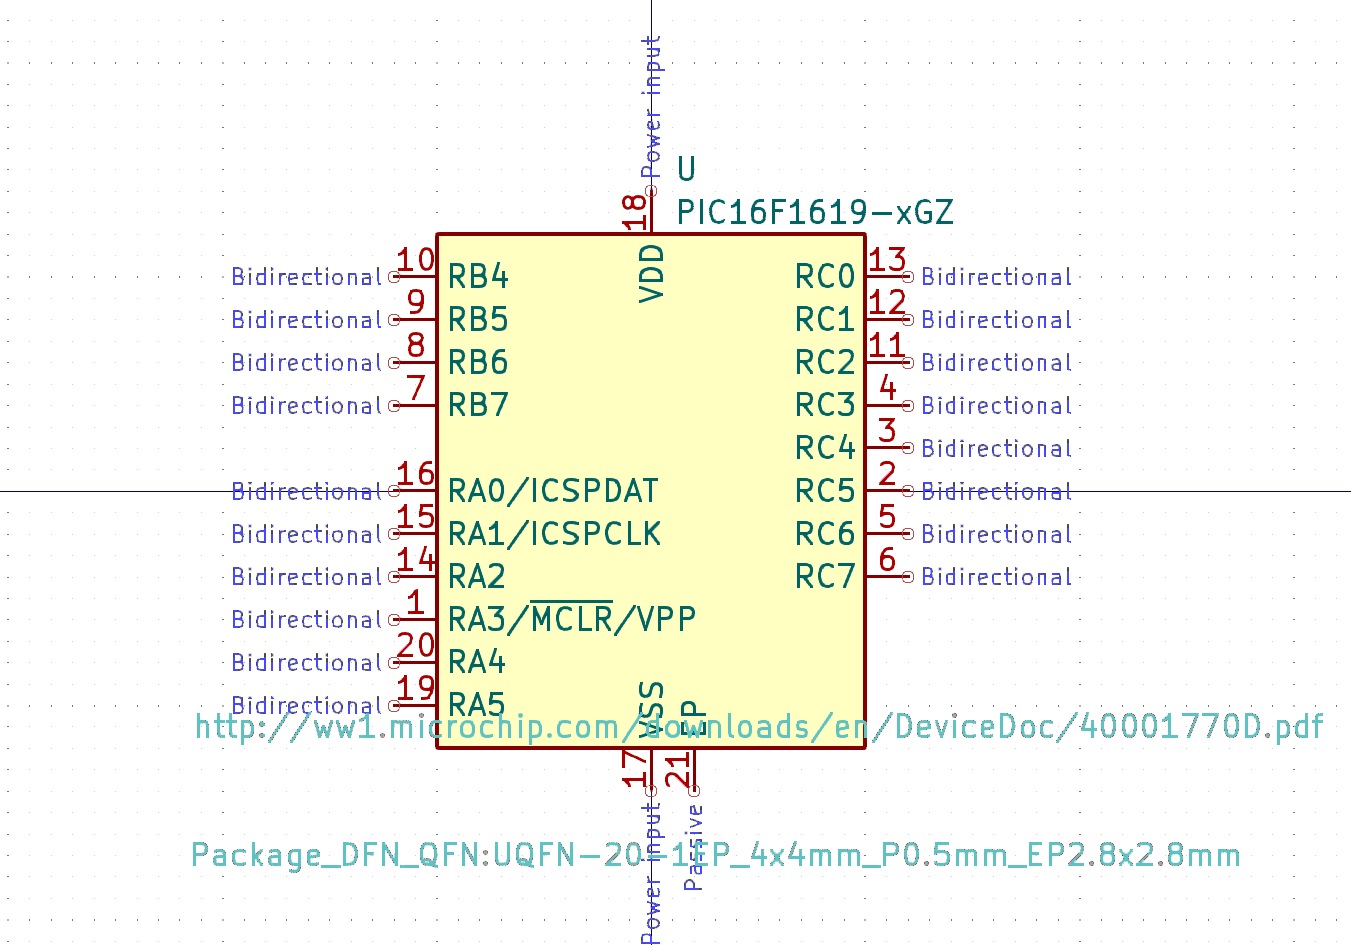 Power input
U
18
PIC16F1619-xGZ
VDD
Bidirectional 10 RB4 RC0 13 Bidirectional
Bidirectional 9 RB5 RC1 12 Bidirectional
Bidirectional 8 RB6 RC2 11 Bidirectional
Bidirectional 7 RB7 RC3 4 Bidirectional
RC4 3 Bidirectional
Bidirectional 16 RA0/ICSPDAT RC5 2 Bidirectional
Bidirectional 15 RA1/ICSPCLK RC6 5 Bidirectional
Bidirectional 14 RA2 RC7 6 Bidirectional
Bidirectional 1 RA3/MCLR/VPP
Bidirectional 20 RA4
Bidirectional 19 RA5
VSS EP
http://ww1.microchip.com/downloads/en/DeviceDoc/40001770D.pdf
17 21
Power input Passive
Package_DFN_QFN:UQFN-20-1EP_4x4mm_P0.5mm_EP2.8x2.8mm